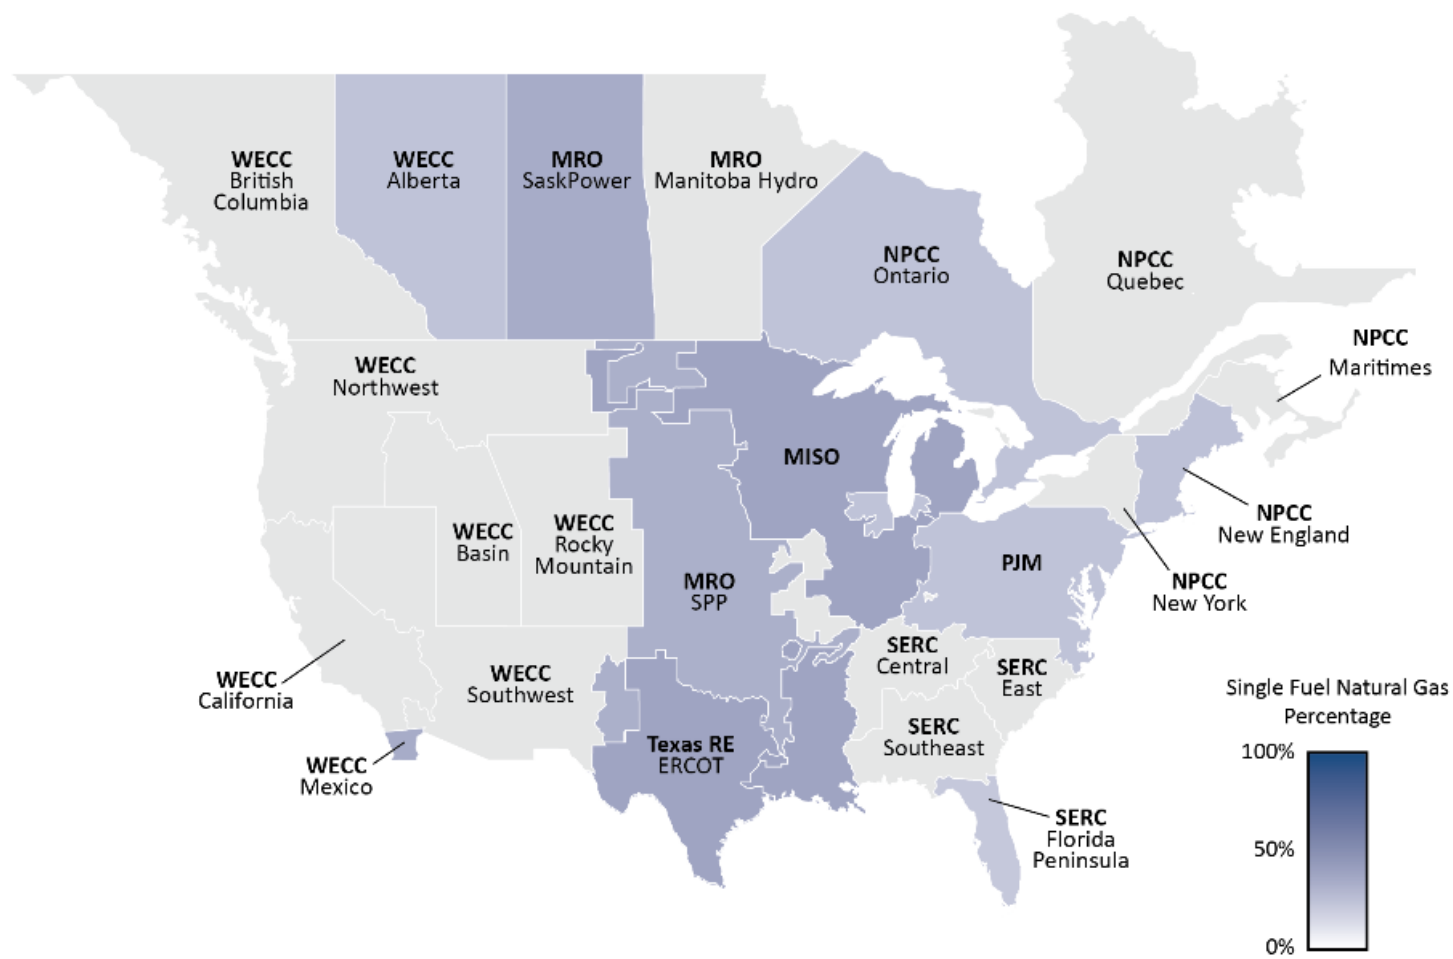 WECC
British
Columbia
WECC
Alberta
MRO
SaskPower
MRO
Manitoba Hydro
NPCC
Ontario
NPCC
Quebec
NPCC
Maritimes
WECC
Northwest
MISO
WECC
Basin
WECC
Rocky
Mountain
NPCC
New England
PJM
MRO
SPP
NPCC
New York
SERC
Central
SERC
East
WECC
California
WECC
Southwest
SERC
Southeast
Texas RE
ERCOT
WECC
Mexico
SERC
Florida
Peninsula
Single Fuel Natural Gas
Percentage
100%
50%
0%